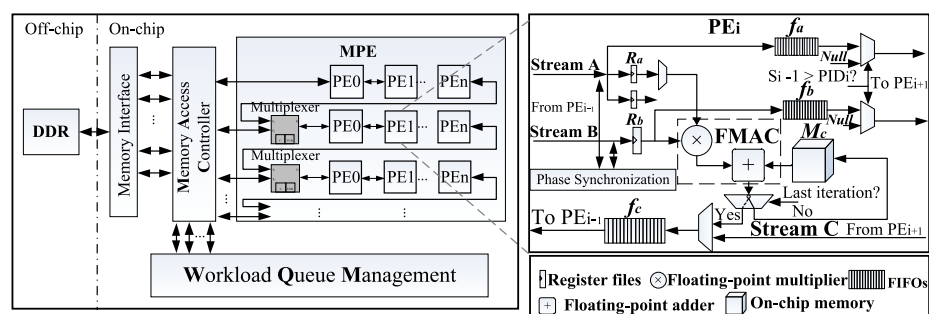 Off-chip
On-chip
DDR
Memory Interface
Memory Access
Controller
MPE
PE0
PE1
...
PEn
Multiplexer
PE0
PE1
...
PEn
Multiplexer
PE0
PE1
...
PEn
Workload Queue Management
PEi
fa
Stream A
Ra
Null
Si -1 > PIDi?
To PEi+1
From PEi-1
fb
Stream B
Rb
Null
FMAC
Mc
Phase Synchronization
Last iteration?
Yes
No
To PEi-1
fc
Stream C
From PEi+1
Register files
Floating-point multiplier
FIFOs
Floating-point adder
On-chip memory